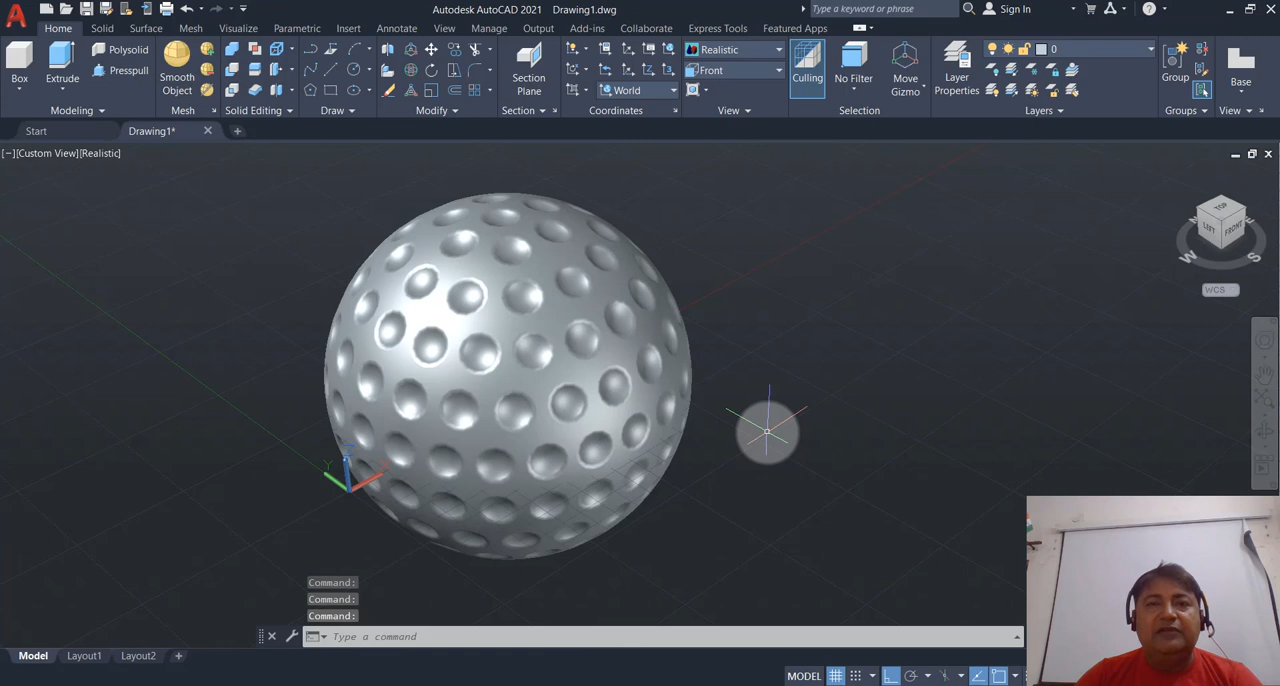 Autodesk AutoCAD 2021 Drawing1.dwg
Type a keyword or phrase
Sign In
Home Solid Surface Mesh Visualize Parametric Insert Annotate View Manage Output Add-ins Collaborate Express Tools Featured Apps
Box
Extrude
Polysolid
Presspull
Smooth
Object
Section
Plane
World
Realistic
Front
Culling
No Filter
Move
Gizmo
Layer
Properties
0
Group
Base
Modeling
Mesh
Solid Editing
Draw
Modify
Section
Coordinates
View
Selection
Layers
Groups
View
Start
Drawing1*
[−][Custom View][Realistic]
TOP
LEFT
FRONT
N
E
W
S
WCS
X
Y
Z
Command:
Command:
Command:
Type a command
Model
Layout1
Layout2
MODEL